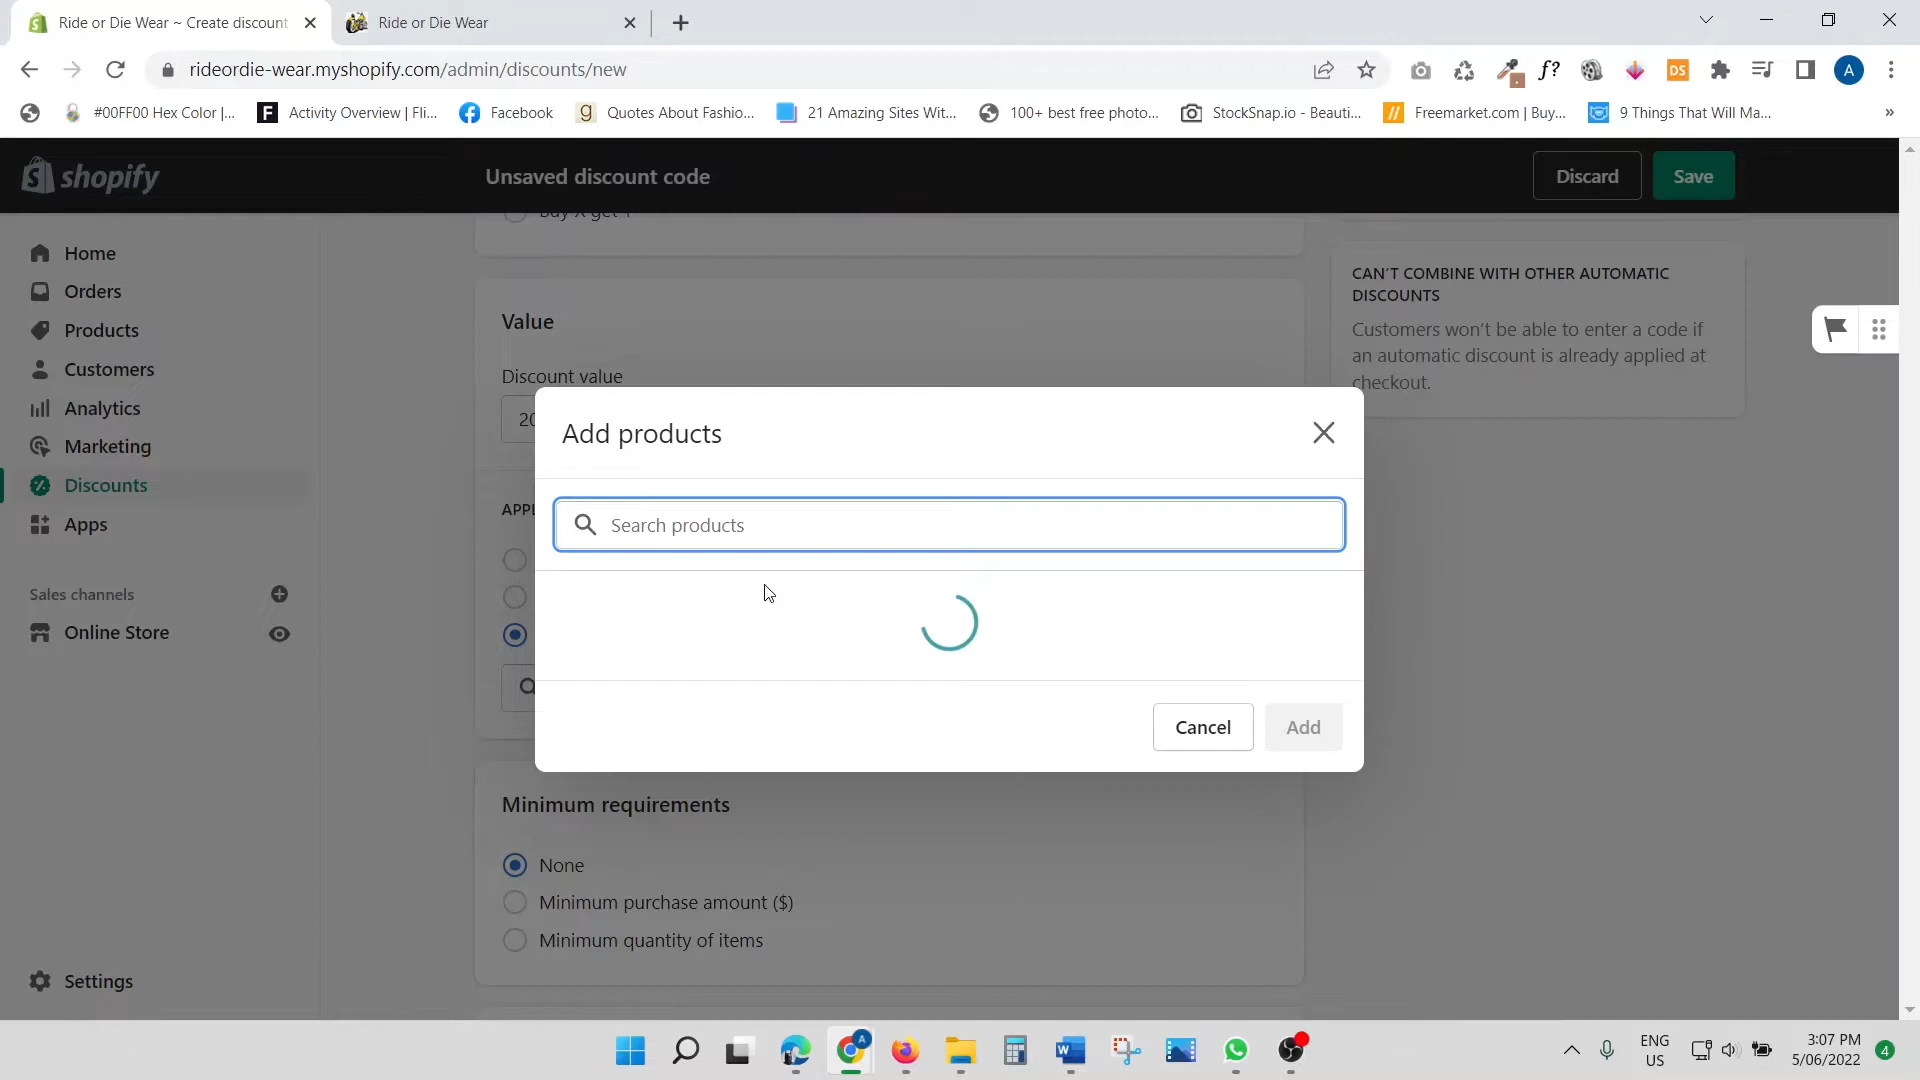 Ride or Die Wear ~ Create discount
Ride or Die Wear
rideordie-wear.myshopify.com/admin/discounts/new
f?
DS
A
#00FF00 Hex Color |...
F
Activity Overview | Fli...
Facebook
g
Quotes About Fashio...
21 Amazing Sites Wit...
100+ best free photo...
StockSnap.io - Beauti...
Freemarket.com | Buy...
9 Things That Will Ma...
»
shopify
Unsaved discount code
Discard
Save
Home
Orders
Products
Customers
Analytics
Marketing
Discounts
Apps
Sales channels
Online Store
Settings
Buy X get Y
Value
Discount value
20
APPL
CAN'T COMBINE WITH OTHER AUTOMATIC
DISCOUNTS
Customers won't be able to enter a code if
an automatic discount is already applied at
checkout.
Add products
Search products
Cancel
Add
Minimum requirements
None
Minimum purchase amount ($)
Minimum quantity of items
A
W
ENG
US
3:07 PM
5/06/2022
4